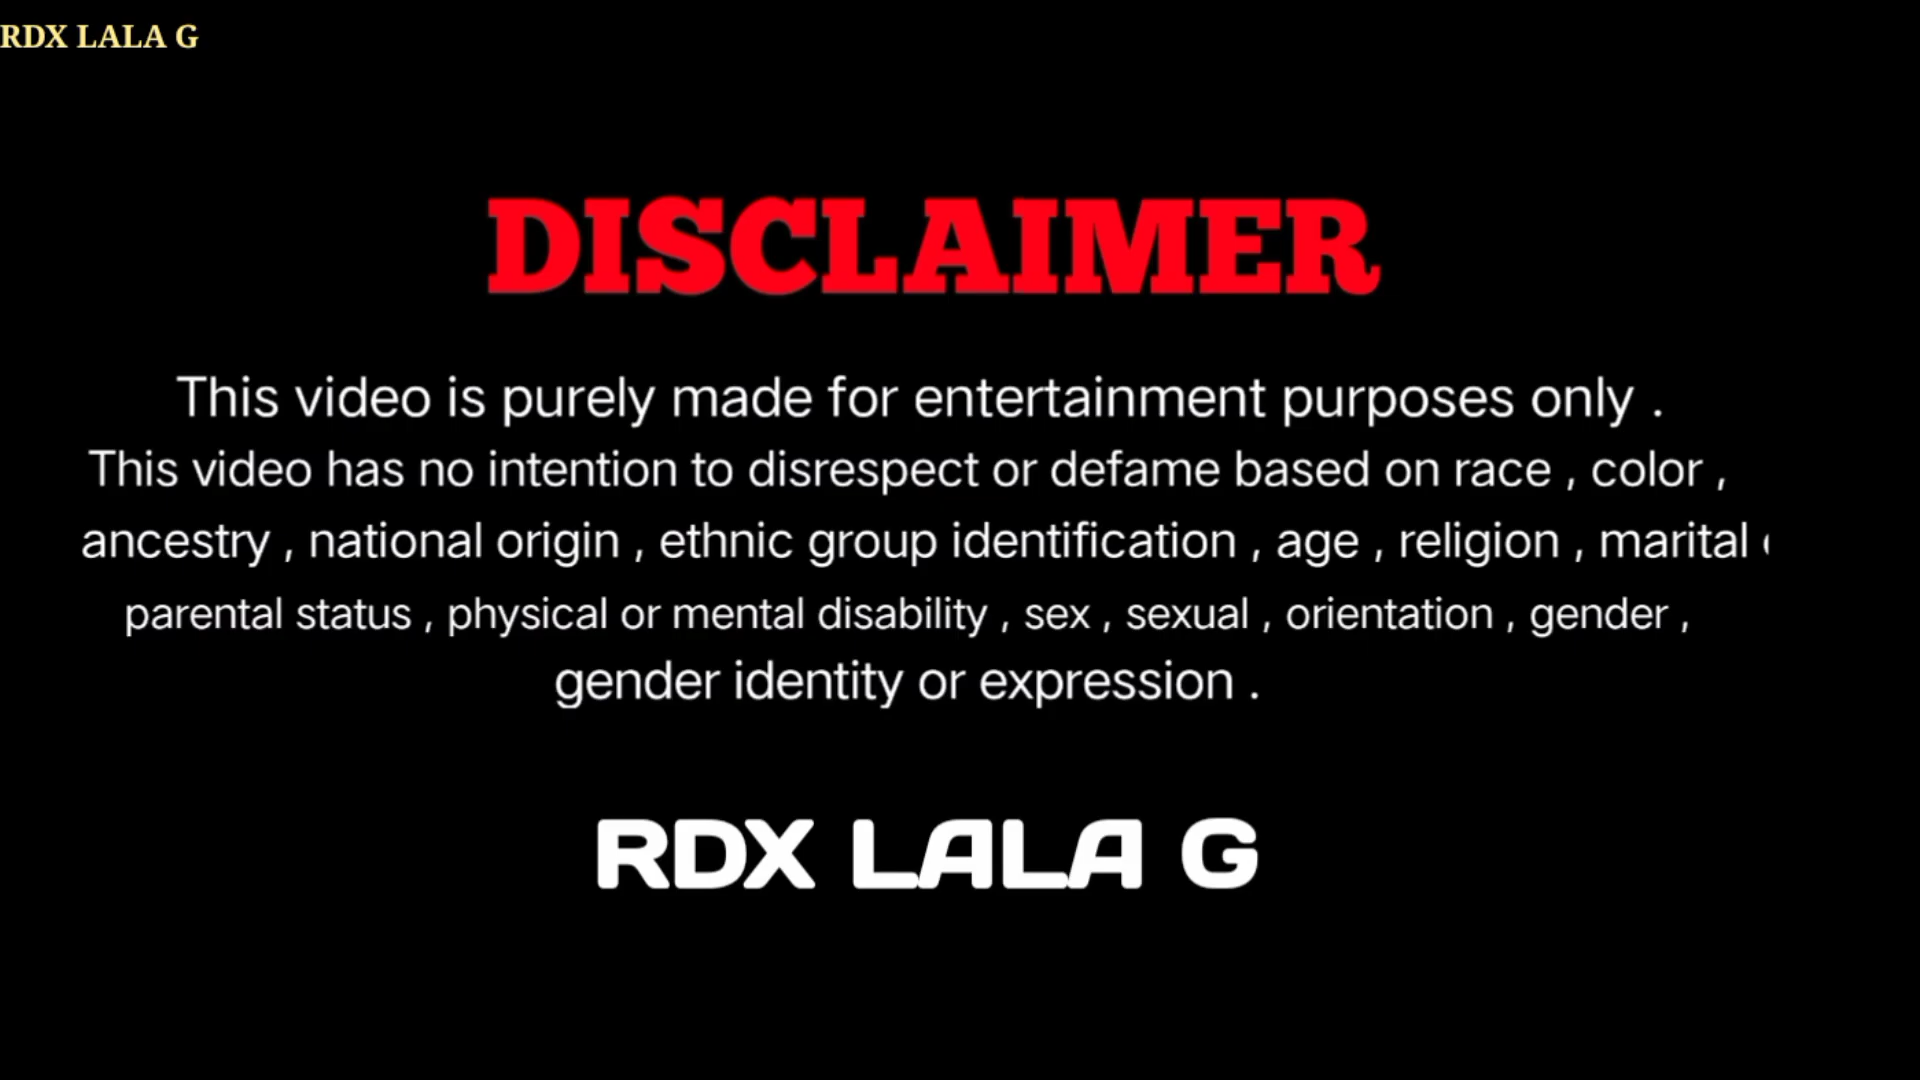 RDX LALA G
DISCLAIMER
This video is purely made for entertainment purposes only .
This video has no intention to disrespect or defame based on race , color ,
ancestry , national origin , ethnic group identification , age , religion , marital
parental status , physical or mental disability , sex , sexual , orientation , gender ,
gender identity or expression .
RDX LALA G